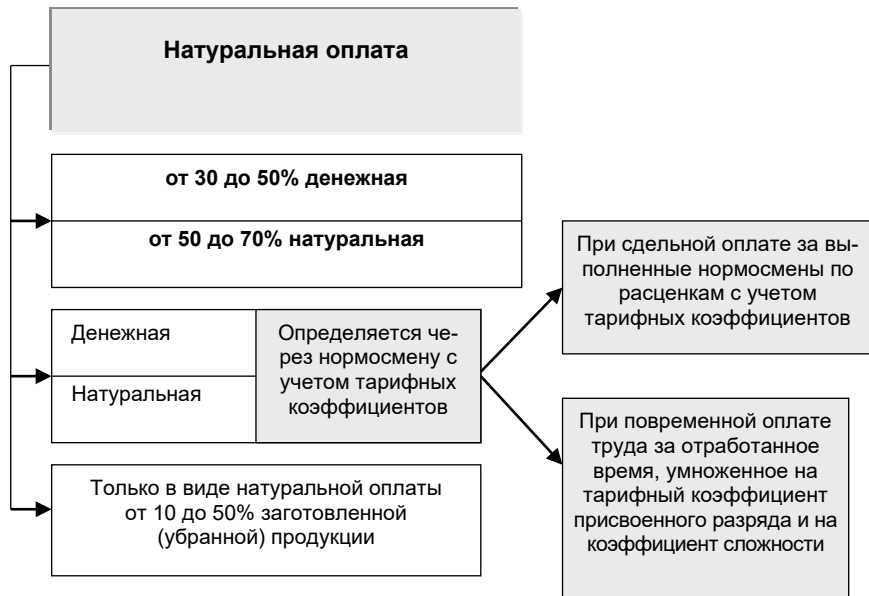 Натуральная оплата
от 30 до 50% денежная
от 50 до 70% натуральная
Денежная
Натуральная
Определяется че-
рез нормосмену с
учетом тарифных
коэффициентов
Только в виде натуральной оплаты
от 10 до 50% заготовленной
(убранной) продукции
При сдельной оплате за вы-
полненные нормосмены по
расценкам с учетом
тарифных коэффициентов
При повременной оплате
труда за отработанное
время, умноженное на
тарифный коэффициент
присвоенного разряда и на
коэффициент сложности